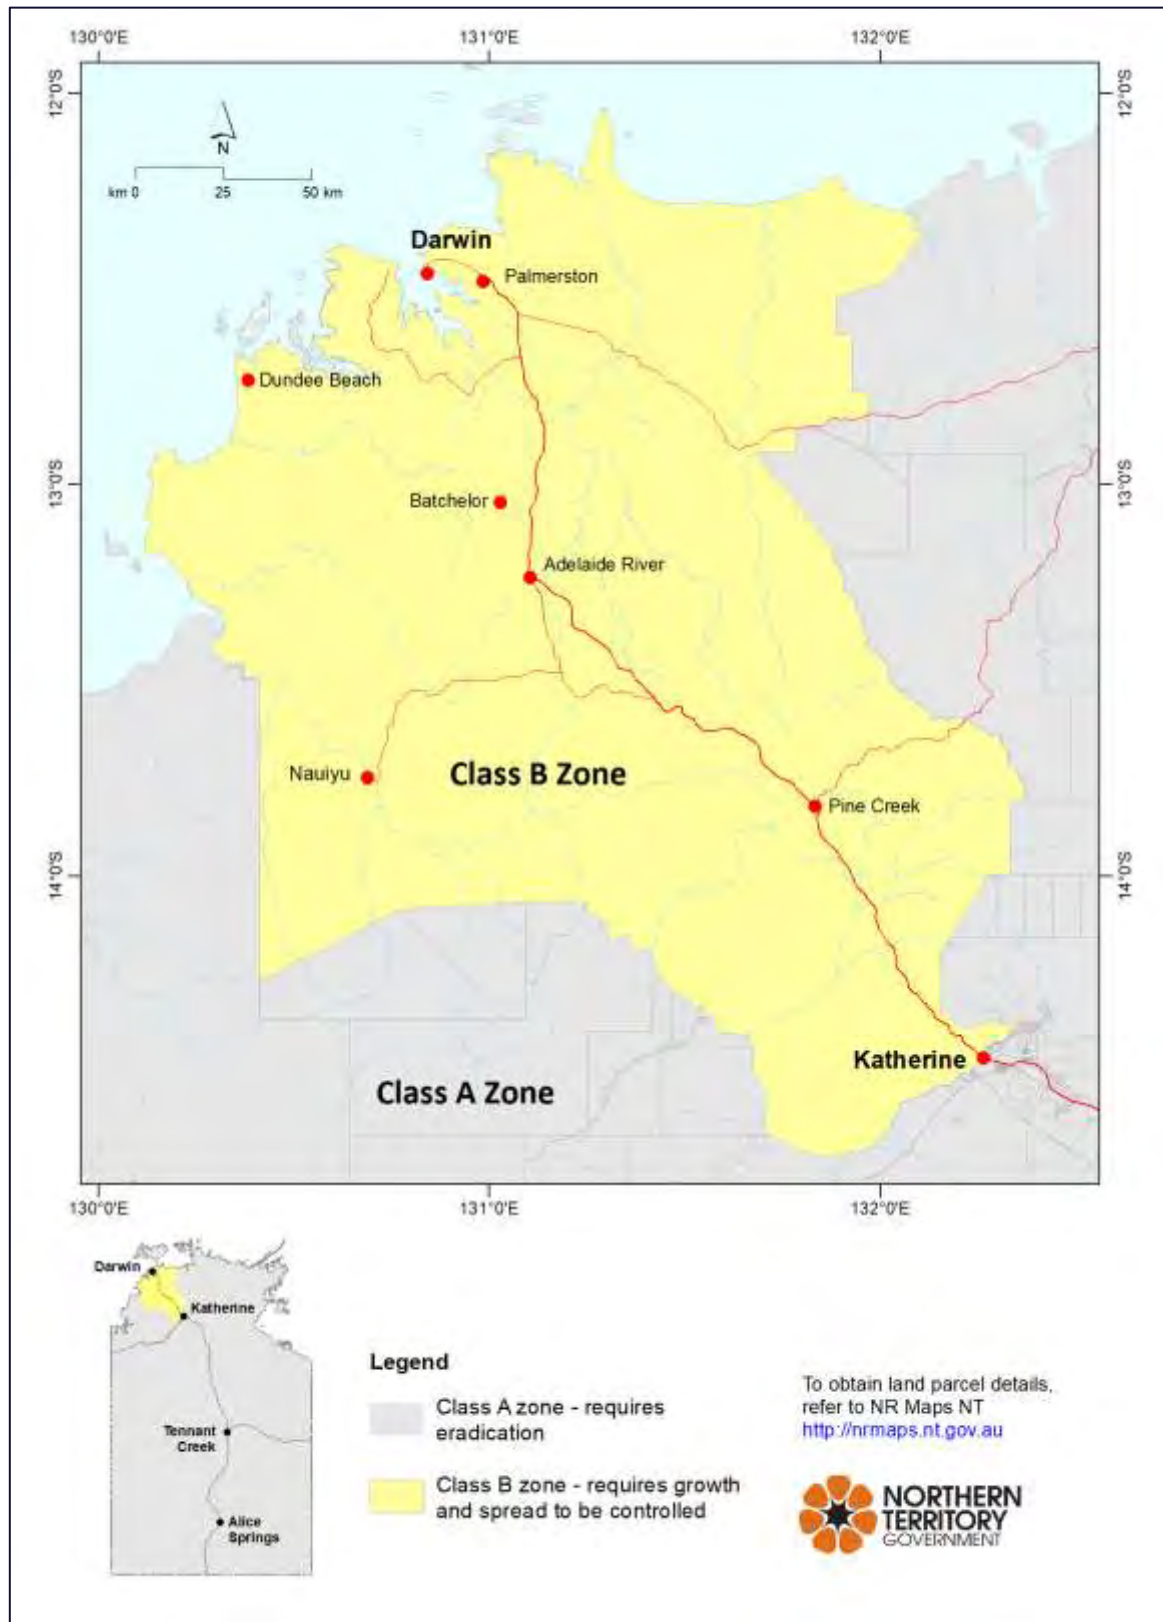 130°0'E
131°0'E
132°0'E
12°0'S
12°0'S
N
km 0
25
50 km
Darwin
Palmerston
Dundee Beach
13°0'S
13°0'S
Batchelor
Adelaide River
Nauiyu
Class B Zone
Pine Creek
14°0'S
14°0'S
Katherine
Class A Zone
130°0'E
131°0'E
132°0'E
Darwin
Katherine
Tennant
Creek
Alice
Springs
Legend
Class A zone - requires
eradication
Class B zone - requires growth
and spread to be controlled
To obtain land parcel details,
refer to NR Maps NT
http://nrmaps.nt.gov.au
NORTHERN
TERRITORY
GOVERNMENT